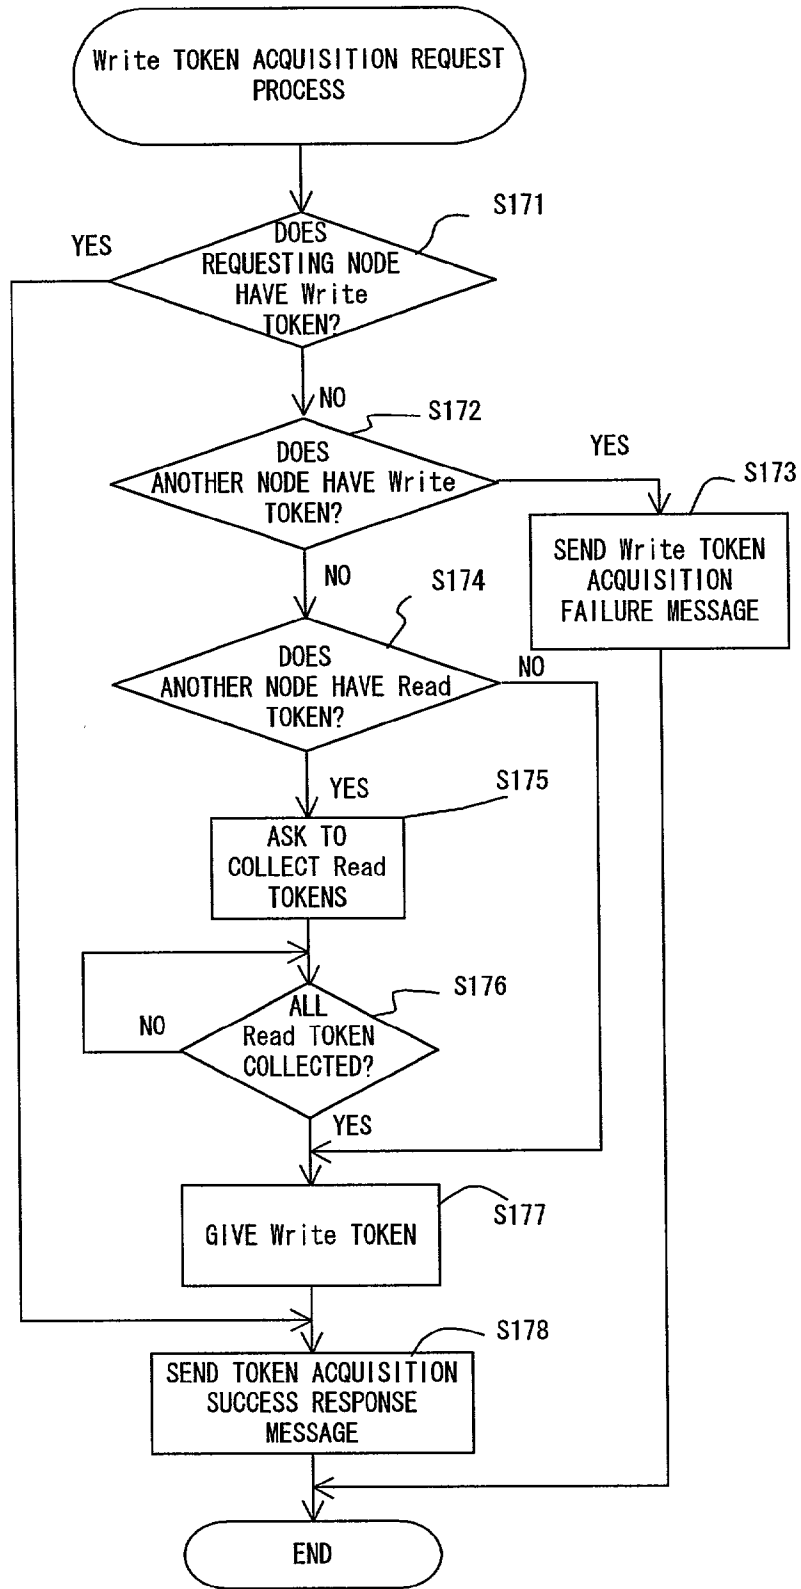 Write TOKEN ACQUISITION REQUEST
PROCESS
S171
YES
DOES
REQUESTING NODE
HAVE Write
TOKEN?
NO
S172
DOES
ANOTHER NODE HAVE Write
TOKEN?
YES
S173
SEND Write TOKEN
ACQUISITION
FAILURE MESSAGE
NO
S174
DOES
ANOTHER NODE HAVE Read
TOKEN?
NO
YES
S175
ASK TO
COLLECT Read
TOKENS
S176
ALL
Read TOKEN
COLLECTED?
NO
YES
S177
GIVE Write TOKEN
S178
SEND TOKEN ACQUISITION
SUCCESS RESPONSE
MESSAGE
END